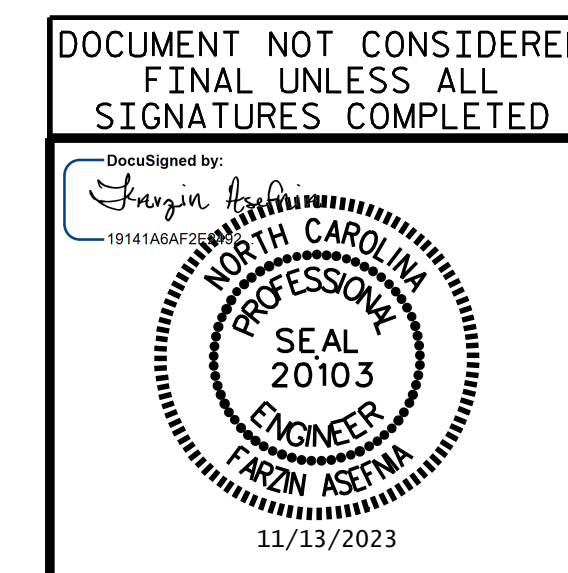 DOCUMENT NOT CONSIDERED
FINAL UNLESS ALL
SIGNATURES COMPLETED
DocuSigned by:
Farzin Asefnia
19141A6AF2E2492...
NORTH CAROLINA
PROFESSIONAL
SEAL
20103
ENGINEER
FARZIN ASEFNIA
11/13/2023